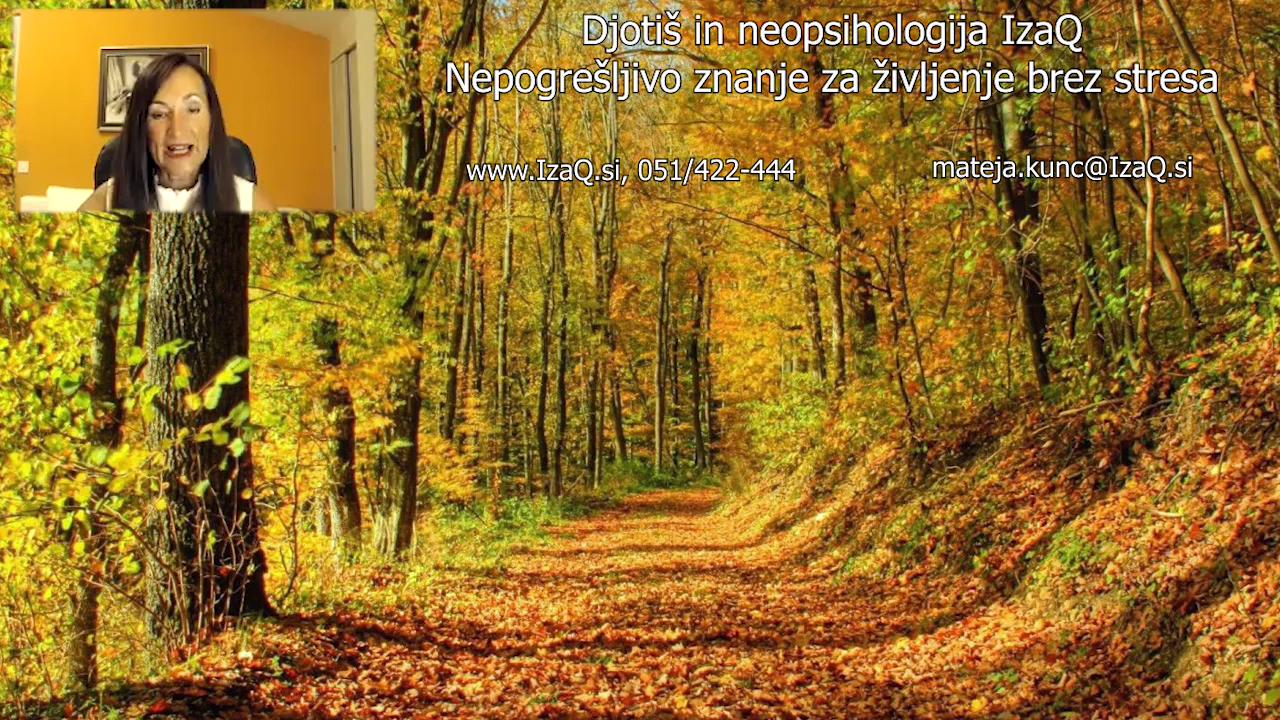 Djotiš in neopsihologija IzaQ
Nepogrešljivo znanje za življenje brez stresa
www.IzaQ.si, 051/422-444
mateja.kunc@IzaQ.si